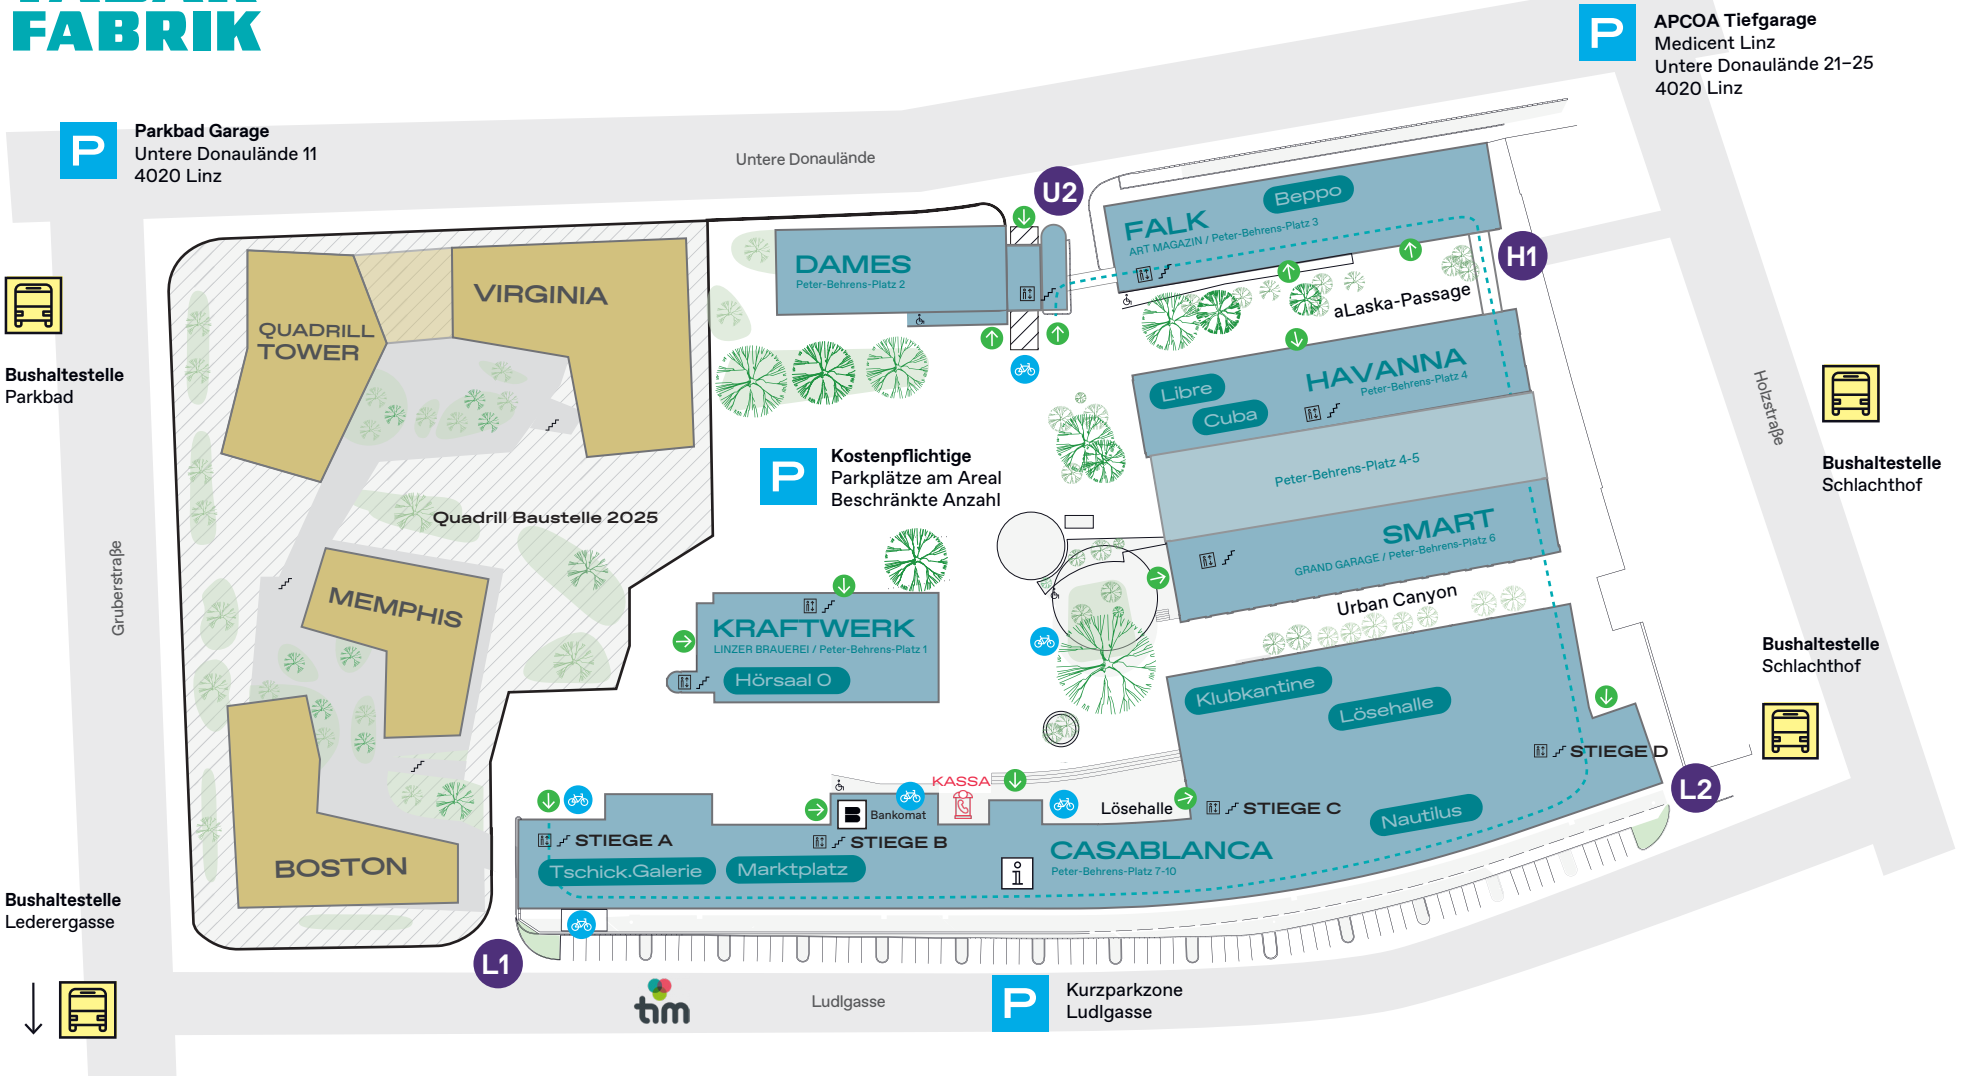 FABRIK
P
APCOA Tiefgarage
Medicent Linz
Untere Donaulände 21–25
4020 Linz
P
Parkbad Garage
Untere Donaulände 11
4020 Linz
Untere Donaulände
U2
FALK
ART MAGAZIN / Peter-Behrens-Platz 3
Beppo
H1
DAMES
Peter-Behrens-Platz 2
aLaska-Passage
QUADRILL
TOWER
VIRGINIA
Bushaltestelle
Parkbad
HAVANNA
Peter-Behrens-Platz 4
Libre
Cuba
Holzstraße
Bushaltestelle
Schlachthof
P
Kostenpflichtige
Parkplätze am Areal
Beschränkte Anzahl
Peter-Behrens-Platz 4-5
Quadrill Baustelle 2025
SMART
GRAND GARAGE / Peter-Behrens-Platz 6
Gruberstraße
Urban Canyon
MEMPHIS
KRAFTWERK
LINZER BRAUEREI / Peter-Behrens-Platz 1
Hörsaal O
Bushaltestelle
Schlachthof
Klubkantine
Lösehalle
STIEGE D
L2
KASSA
Bankomat
Lösehalle
STIEGE C
Nautilus
STIEGE A
STIEGE B
Tschick.Galerie
Marktplatz
i
CASABLANCA
Peter-Behrens-Platz 7-10
BOSTON
Bushaltestelle
Lederergasse
L1
tim
Ludlgasse
P
Kurzparkzone
Ludlgasse